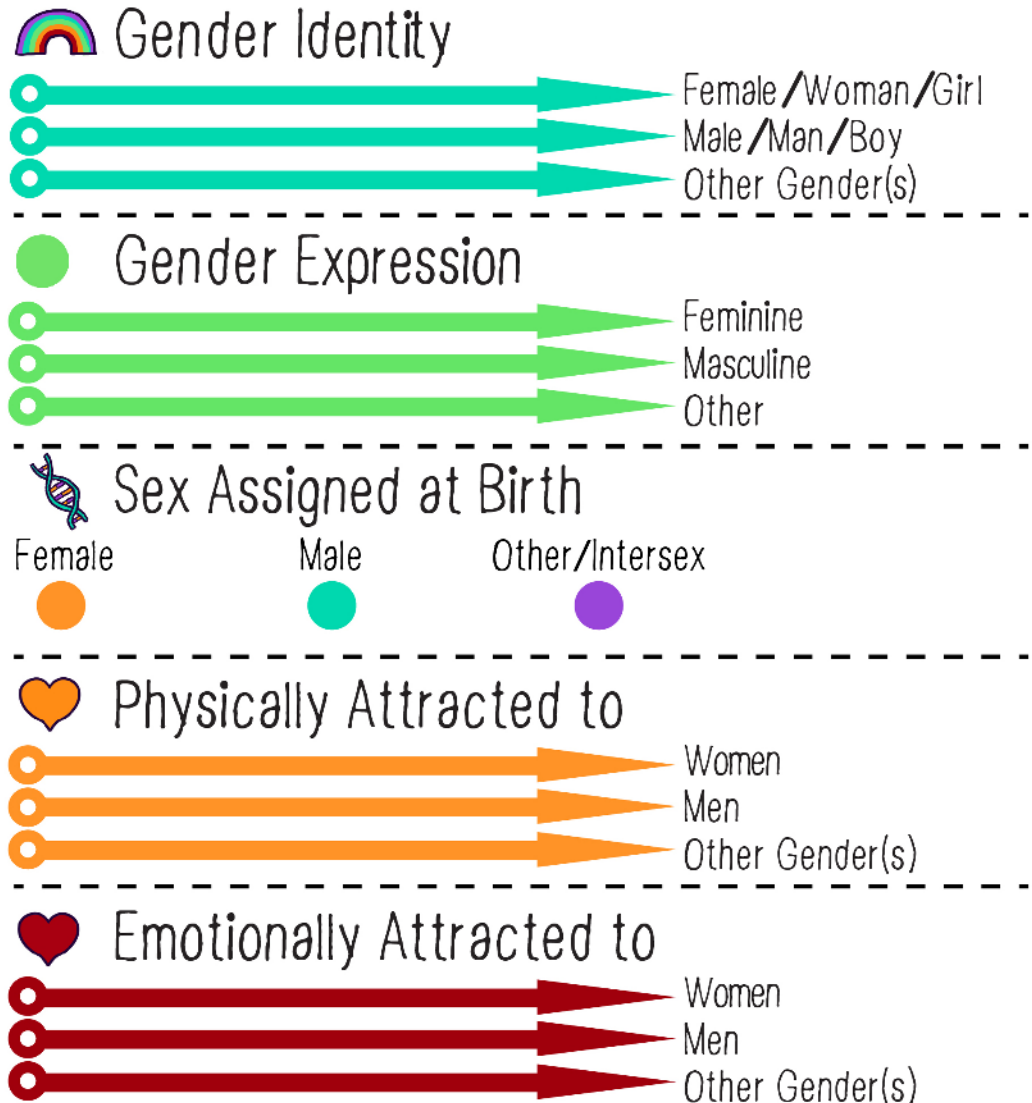 Gender Identity
Female/Woman/Girl
Male/Man/Boy
Other Gender(s)
Gender Expression
Feminine
Masculine
Other
Sex Assigned at Birth
Female Male Other/Intersex
Physically Attracted to
Women
Men
Other Gender(s)
Emotionally Attracted to
Women
Men
Other Gender(s)